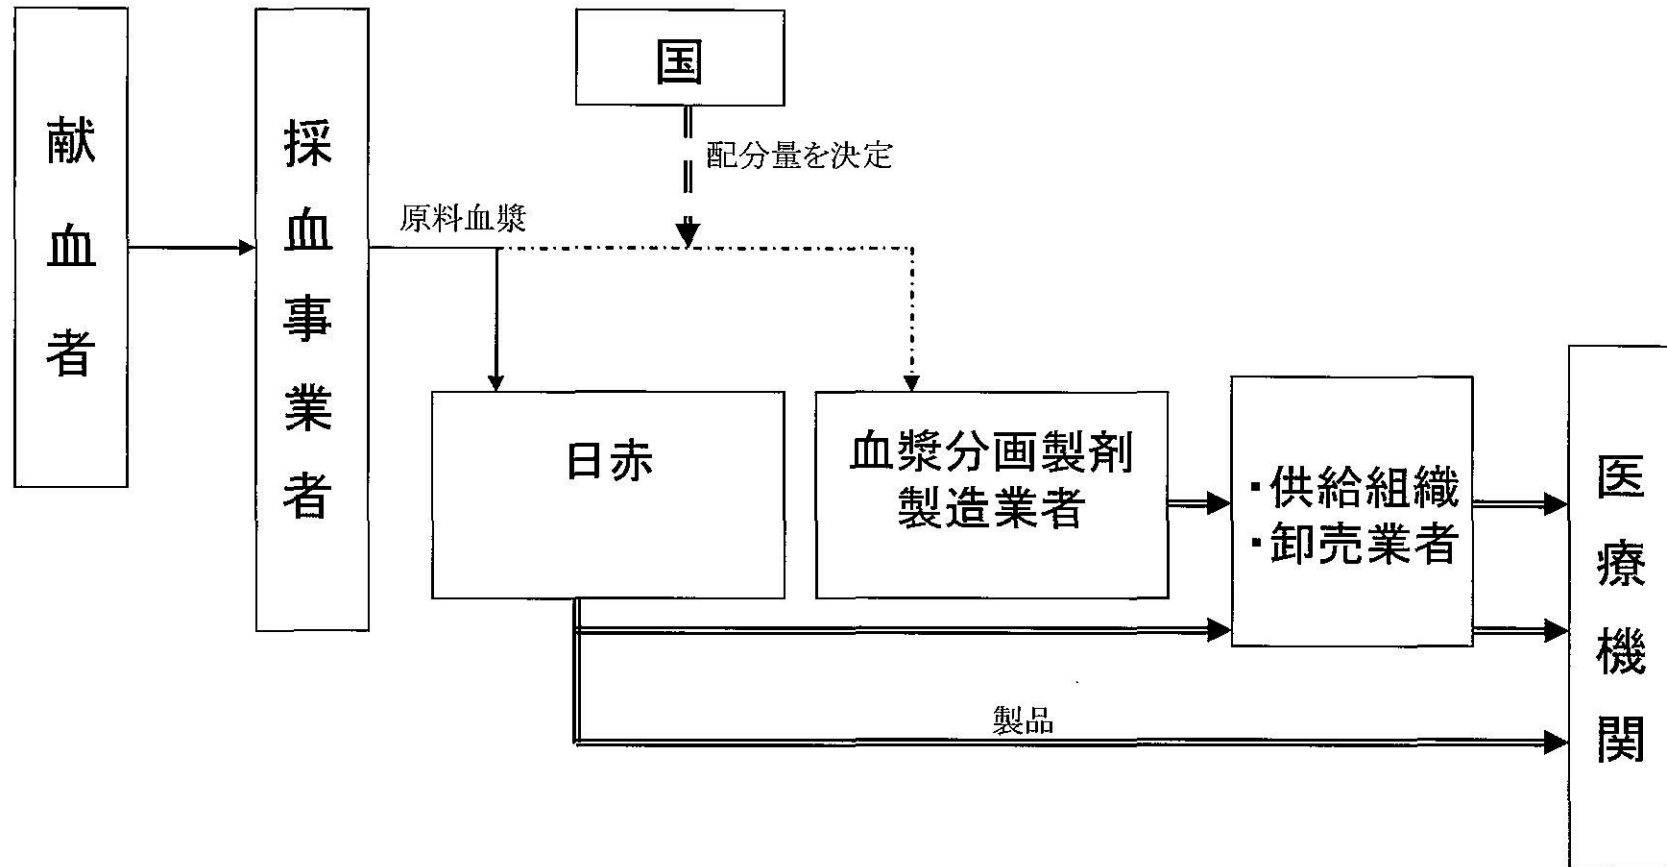 献血者
採血事業者
国
配分量を決定
原料血漿
日赤
血漿分画製剤
製造業者
・供給組織
・卸売業者
医療機関
製品